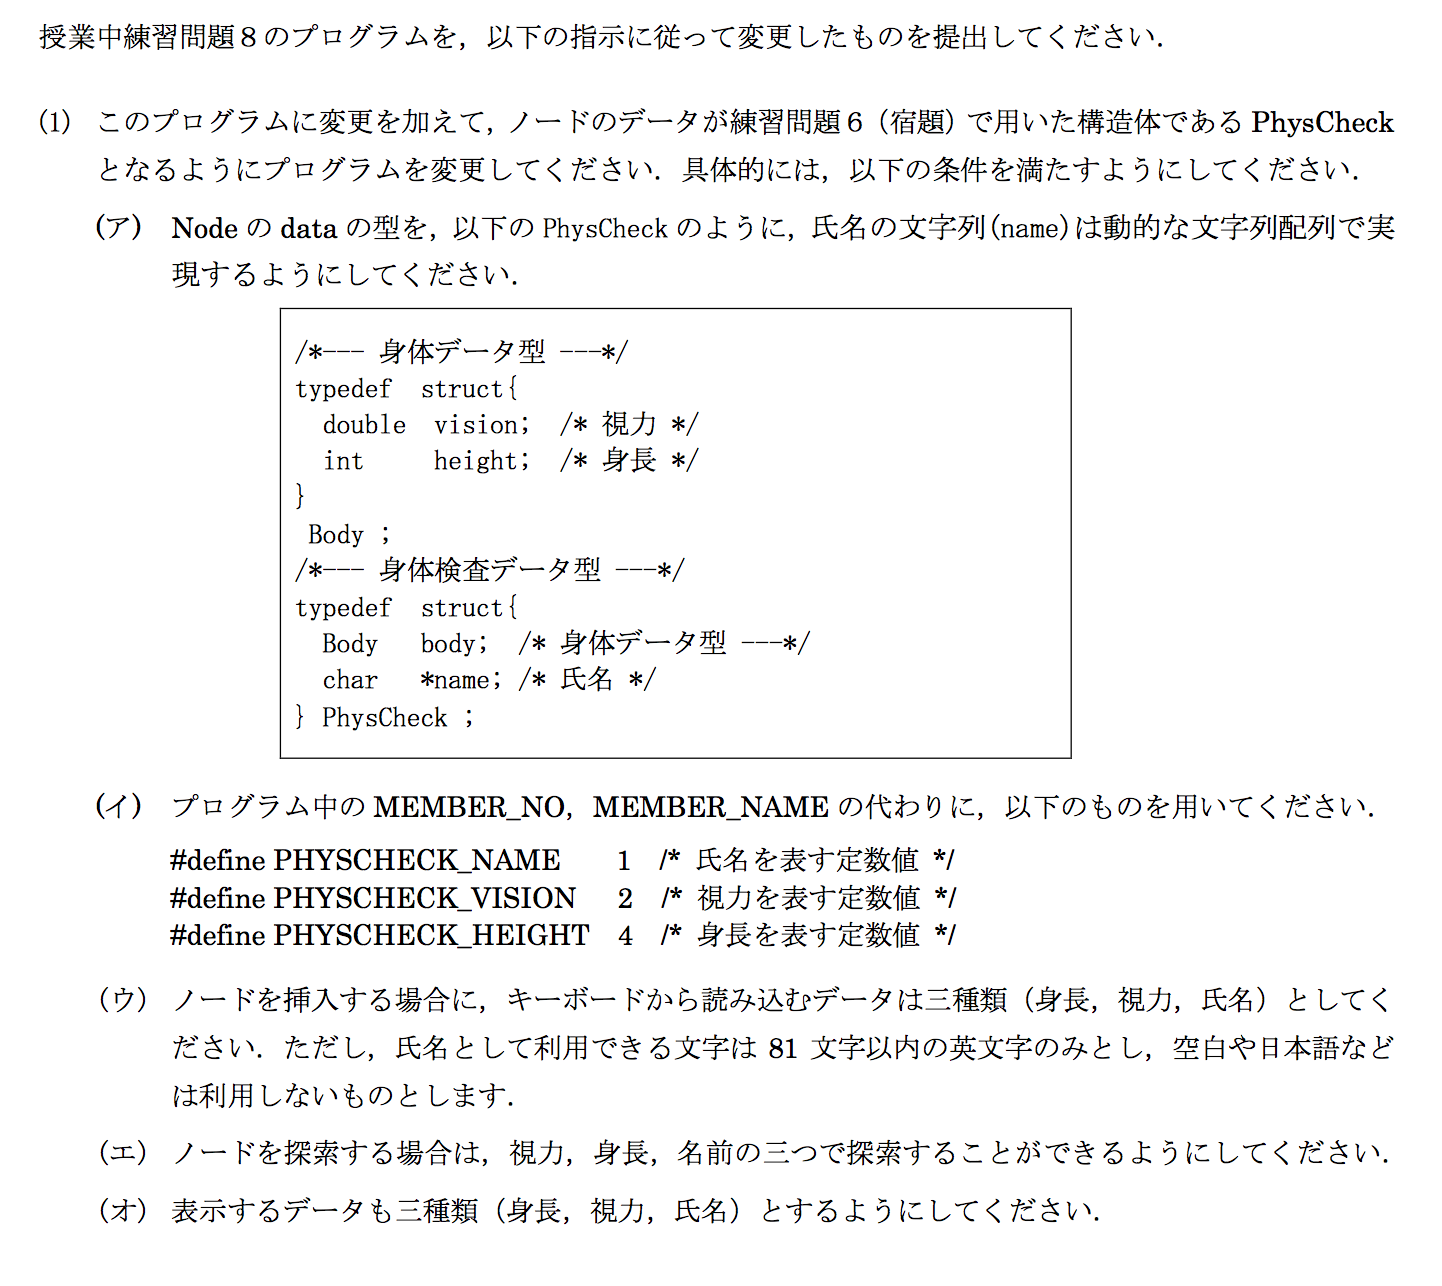 授業中練習問題８のプログラムを，以下の指示に従って変更したものを提出してください．
(1) このプログラムに変更を加えて，ノードのデータが練習問題６（宿題）で用いた構造体である PhysCheck
となるようにプログラムを変更してください．具体的には，以下の条件を満たすようにしてください．
(ア) Node の data の型を，以下の PhysCheck のように，氏名の文字列(name)は動的な文字列配列で実
現するようにしてください．
/*--- 身体データ型 ---*/
typedef struct{
double vision; /* 視力 */
int height; /* 身長 */
}
Body ;
/*--- 身体検査データ型 ---*/
typedef struct{
Body body; /* 身体データ型 ---*/
char *name; /* 氏名 */
} PhysCheck ;
(イ) プログラム中の MEMBER_NO，MEMBER_NAME の代わりに，以下のものを用いてください．
#define PHYSCHECK_NAME 1 /* 氏名を表す定数値 */
#define PHYSCHECK_VISION 2 /* 視力を表す定数値 */
#define PHYSCHECK_HEIGHT 4 /* 身長を表す定数値 */
(ウ) ノードを挿入する場合に，キーボードから読み込むデータは三種類（身長，視力，氏名）としてく
ださい．ただし，氏名として利用できる文字は 81 文字以内の英文字のみとし，空白や日本語など
は利用しないものとします．
(エ) ノードを探索する場合は，視力，身長，名前の三つで探索することができるようにしてください．
(オ) 表示するデータも三種類（身長，視力，氏名）とするようにしてください．